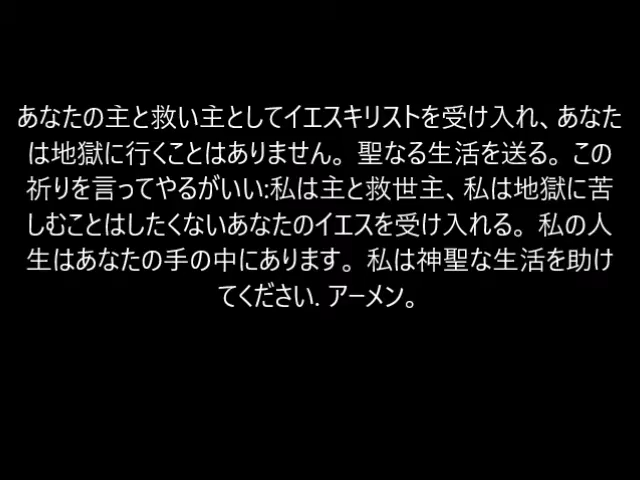 あなたの主と救い主としてイエスキリストを受け入れ、あなた
は地獄に行くことはありません。聖なる生活を送る。この
祈りを言ってやるがいい:私は主と救世主、私は地獄に苦
しむことはしたくないあなたのイエスを受け入れる。私の人
生はあなたの手の中にあります。私は神聖な生活を助け
てください. アーメン。